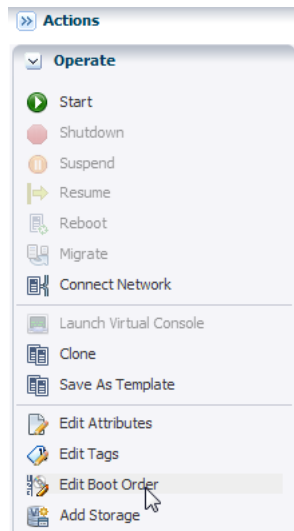 Actions
Operate
Start
Shutdown
Suspend
Resume
Reboot
Migrate
Connect Network
Launch Virtual Console
Clone
Save As Template
Edit Attributes
Edit Tags
Edit Boot Order
Add Storage